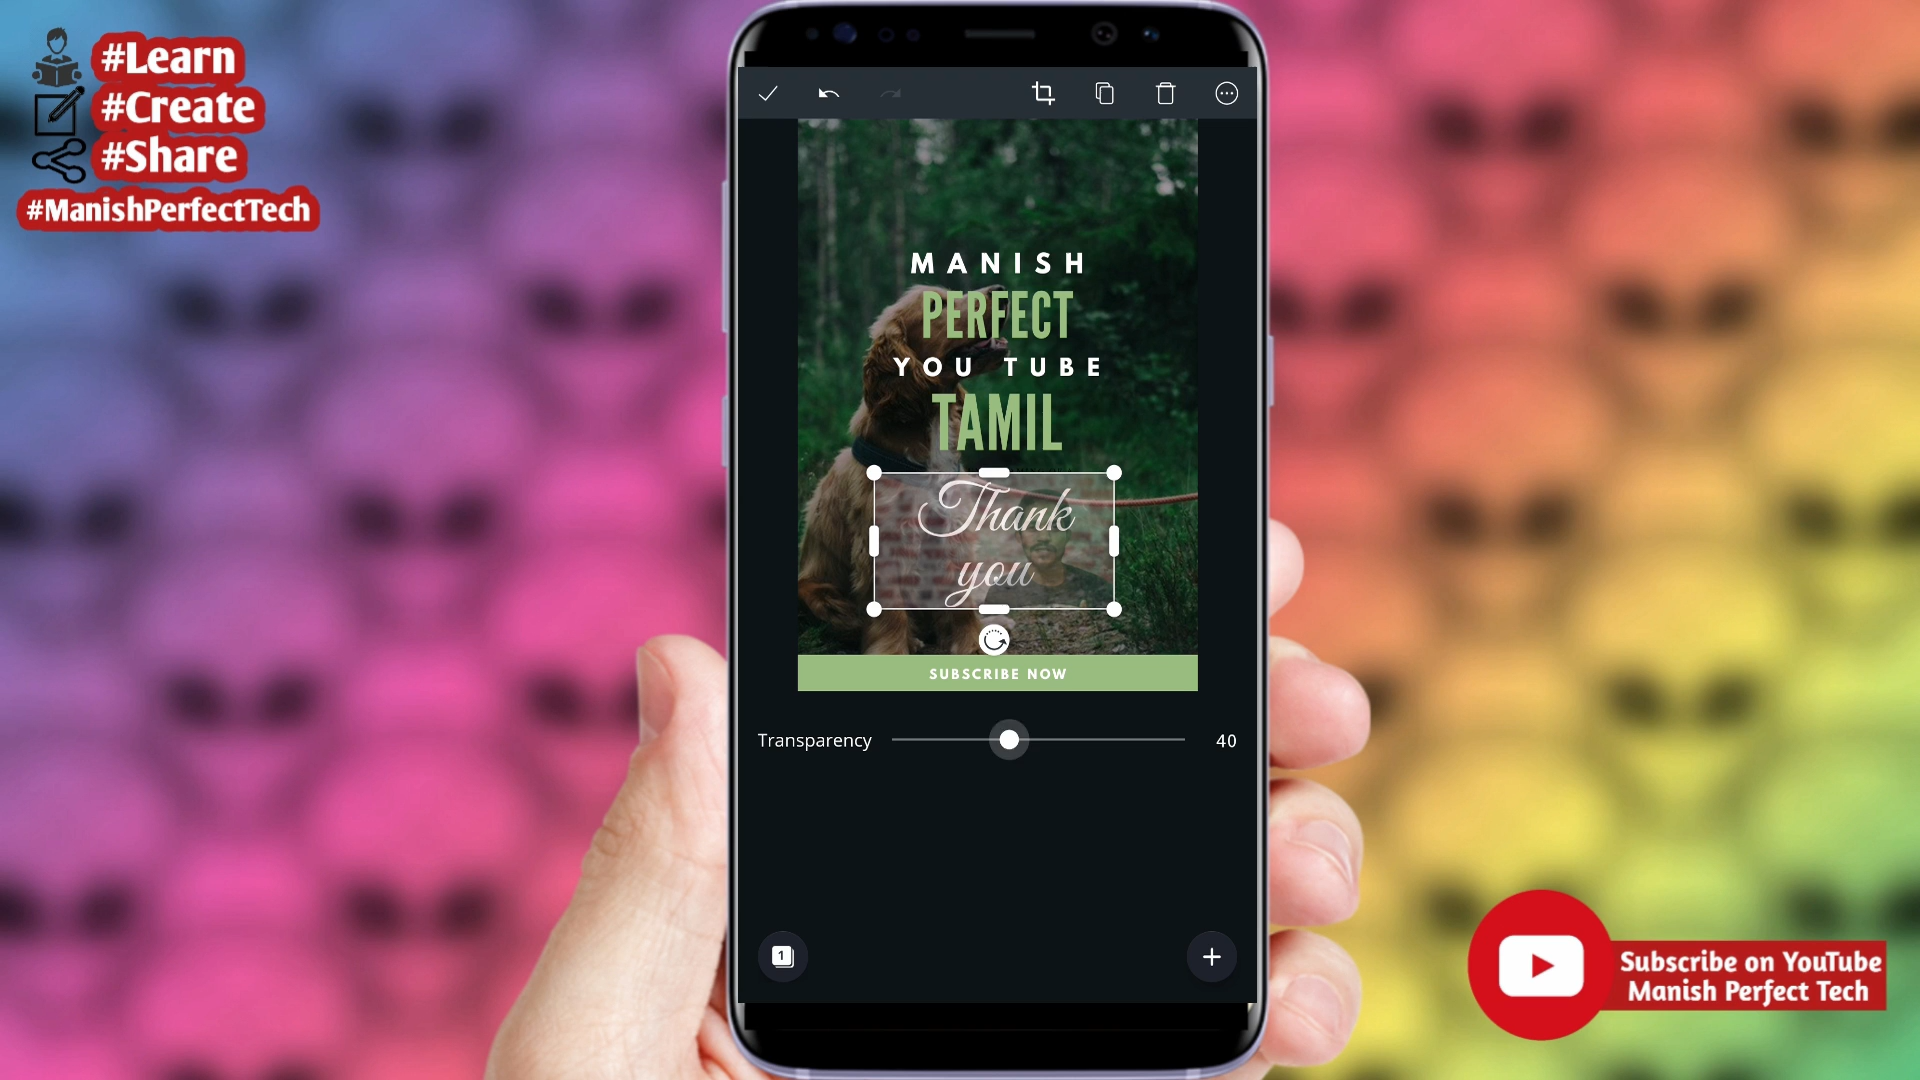 #Learn
#Create
#Share
#ManishPerfectTech
MANISH
PERFECT
YOU TUBE
TAMIL
Thank
you
SUBSCRIBE NOW
Transparency 40
1
Subscribe on YouTube
Manish Perfect Tech